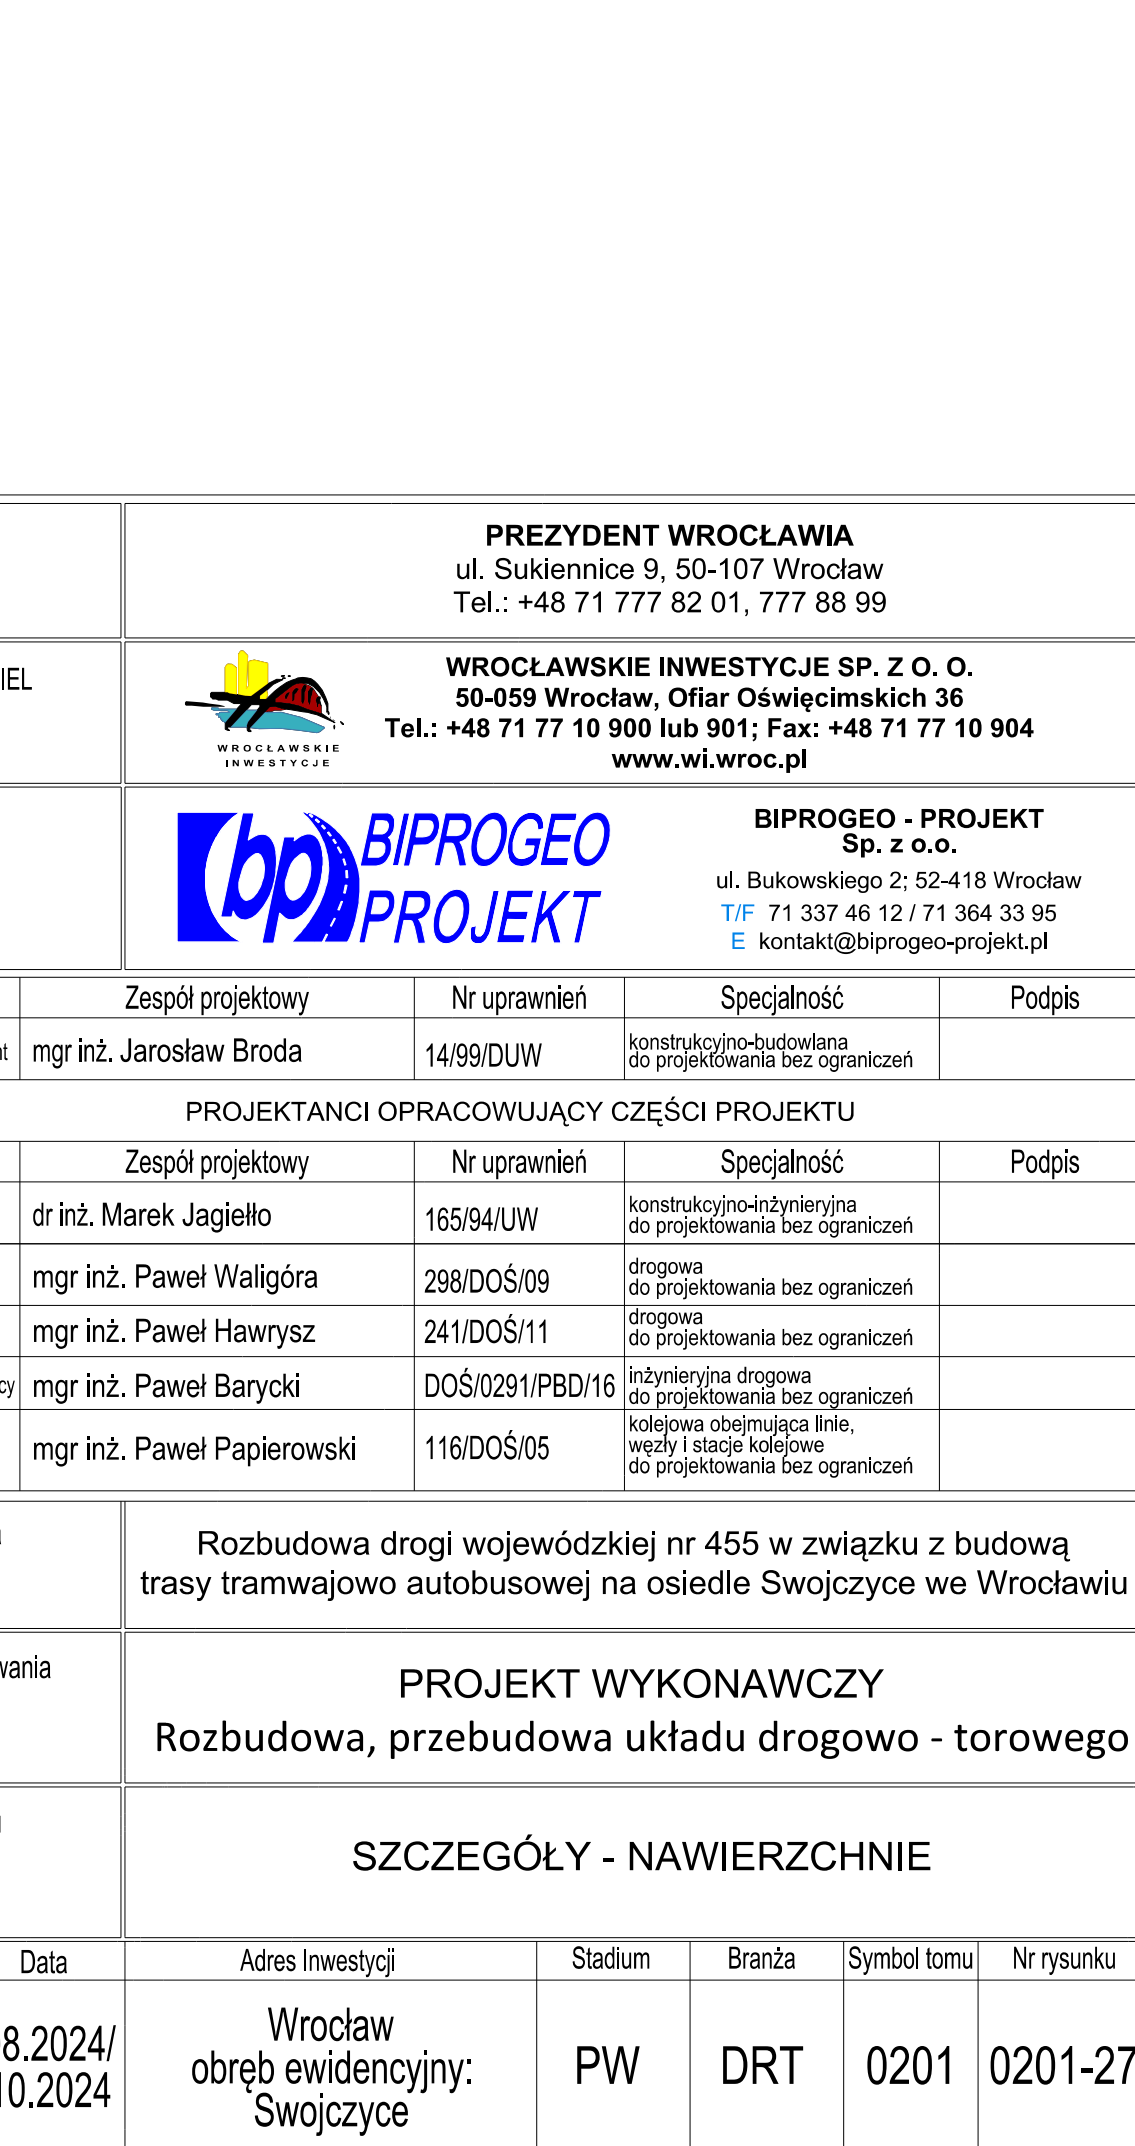 PREZYDENT WROCŁAWIA
ul. Sukiennice 9, 50-107 Wrocław
Tel.: +48 71 777 82 01, 777 88 99
IEL
WROCŁAWSKIE
INWESTYCJE
WROCŁAWSKIE INWESTYCJE SP. Z O. O.
50-059 Wrocław, Ofiar Oświęcimskich 36
Tel.: +48 71 77 10 900 lub 901; Fax: +48 71 77 10 904
www.wi.wroc.pl
bp BIPROGEO
PROJEKT
BIPROGEO - PROJEKT
Sp. z o.o.
ul. Bukowskiego 2; 52-418 Wrocław
T/F 71 337 46 12 / 71 364 33 95
E kontakt@biprogeo-projekt.pl
Zespół projektowy Nr uprawnień Specjalność Podpis
nt mgr inż. Jarosław Broda 14/99/DUW konstrukcyjno-budowlana
do projektowania bez ograniczeń
PROJEKTANCI OPRACOWUJĄCY CZĘŚCI PROJEKTU
Zespół projektowy Nr uprawnień Specjalność Podpis
dr inż. Marek Jagiełło 165/94/UW konstrukcyjno-inżynieryjna
do projektowania bez ograniczeń
mgr inż. Paweł Waligóra 298/DOŚ/09 drogowa
do projektowania bez ograniczeń
mgr inż. Paweł Hawrysz 241/DOŚ/11 drogowa
do projektowania bez ograniczeń
cy mgr inż. Paweł Barycki DOŚ/0291/PBD/16 inżynieryjna drogowa
do projektowania bez ograniczeń
mgr inż. Paweł Papierowski 116/DOŚ/05 kolejowa obejmująca linie,
węzły i stacje kolejowe
do projektowania bez ograniczeń
Rozbudowa drogi wojewódzkiej nr 455 w związku z budową
trasy tramwajowo autobusowej na osiedle Swojczyce we Wrocławiu
wania
PROJEKT WYKONAWCZY
Rozbudowa, przebudowa układu drogowo - torowego
SZCZEGÓŁY - NAWIERZCHNIE
Data Adres Inwestycji Stadium Branża Symbol tomu Nr rysunku
8.2024/
10.2024
Wrocław
obręb ewidencyjny:
Swojczyce
PW DRT 0201 0201-27